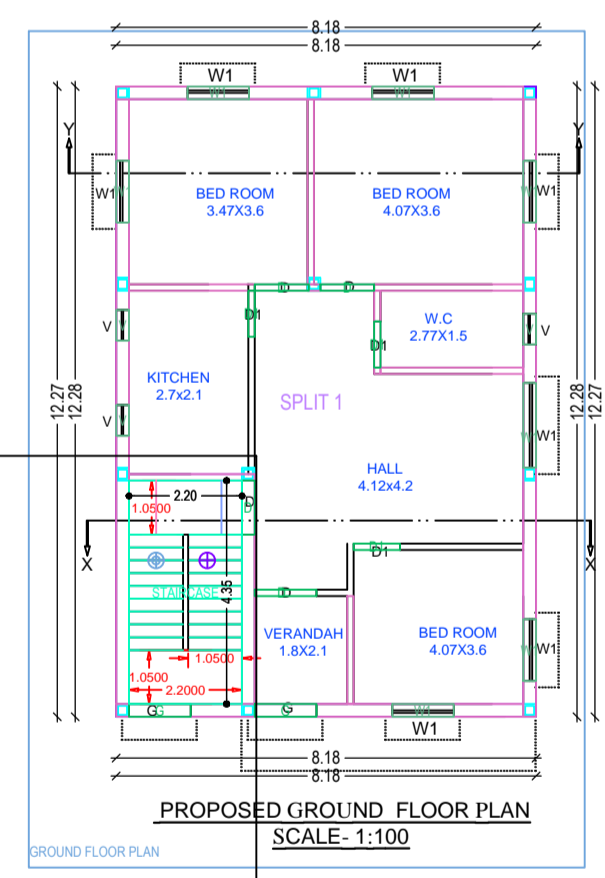 8.18
8.18
W1
W1
W1
W1
Y
Y
W1
W1
BED ROOM
3.47X3.6
BED ROOM
4.07X3.6
D
D
D1
W.C
2.77X1.5
V
V
V
V
D1
KITCHEN
2.7x2.1
SPLIT 1
12.27
12.28
12.28
12.27
V
W1
HALL
4.12x4.2
2.20
1.0500
D
D1
X
X
STAIRCASE
4.35
D
VERANDAH
1.8X2.1
BED ROOM
4.07X3.6
W1
1.0500
1.0500
2.2000
G
G
G
W1
8.18
8.18
PROPOSED GROUND FLOOR PLAN
SCALE- 1:100
GROUND FLOOR PLAN